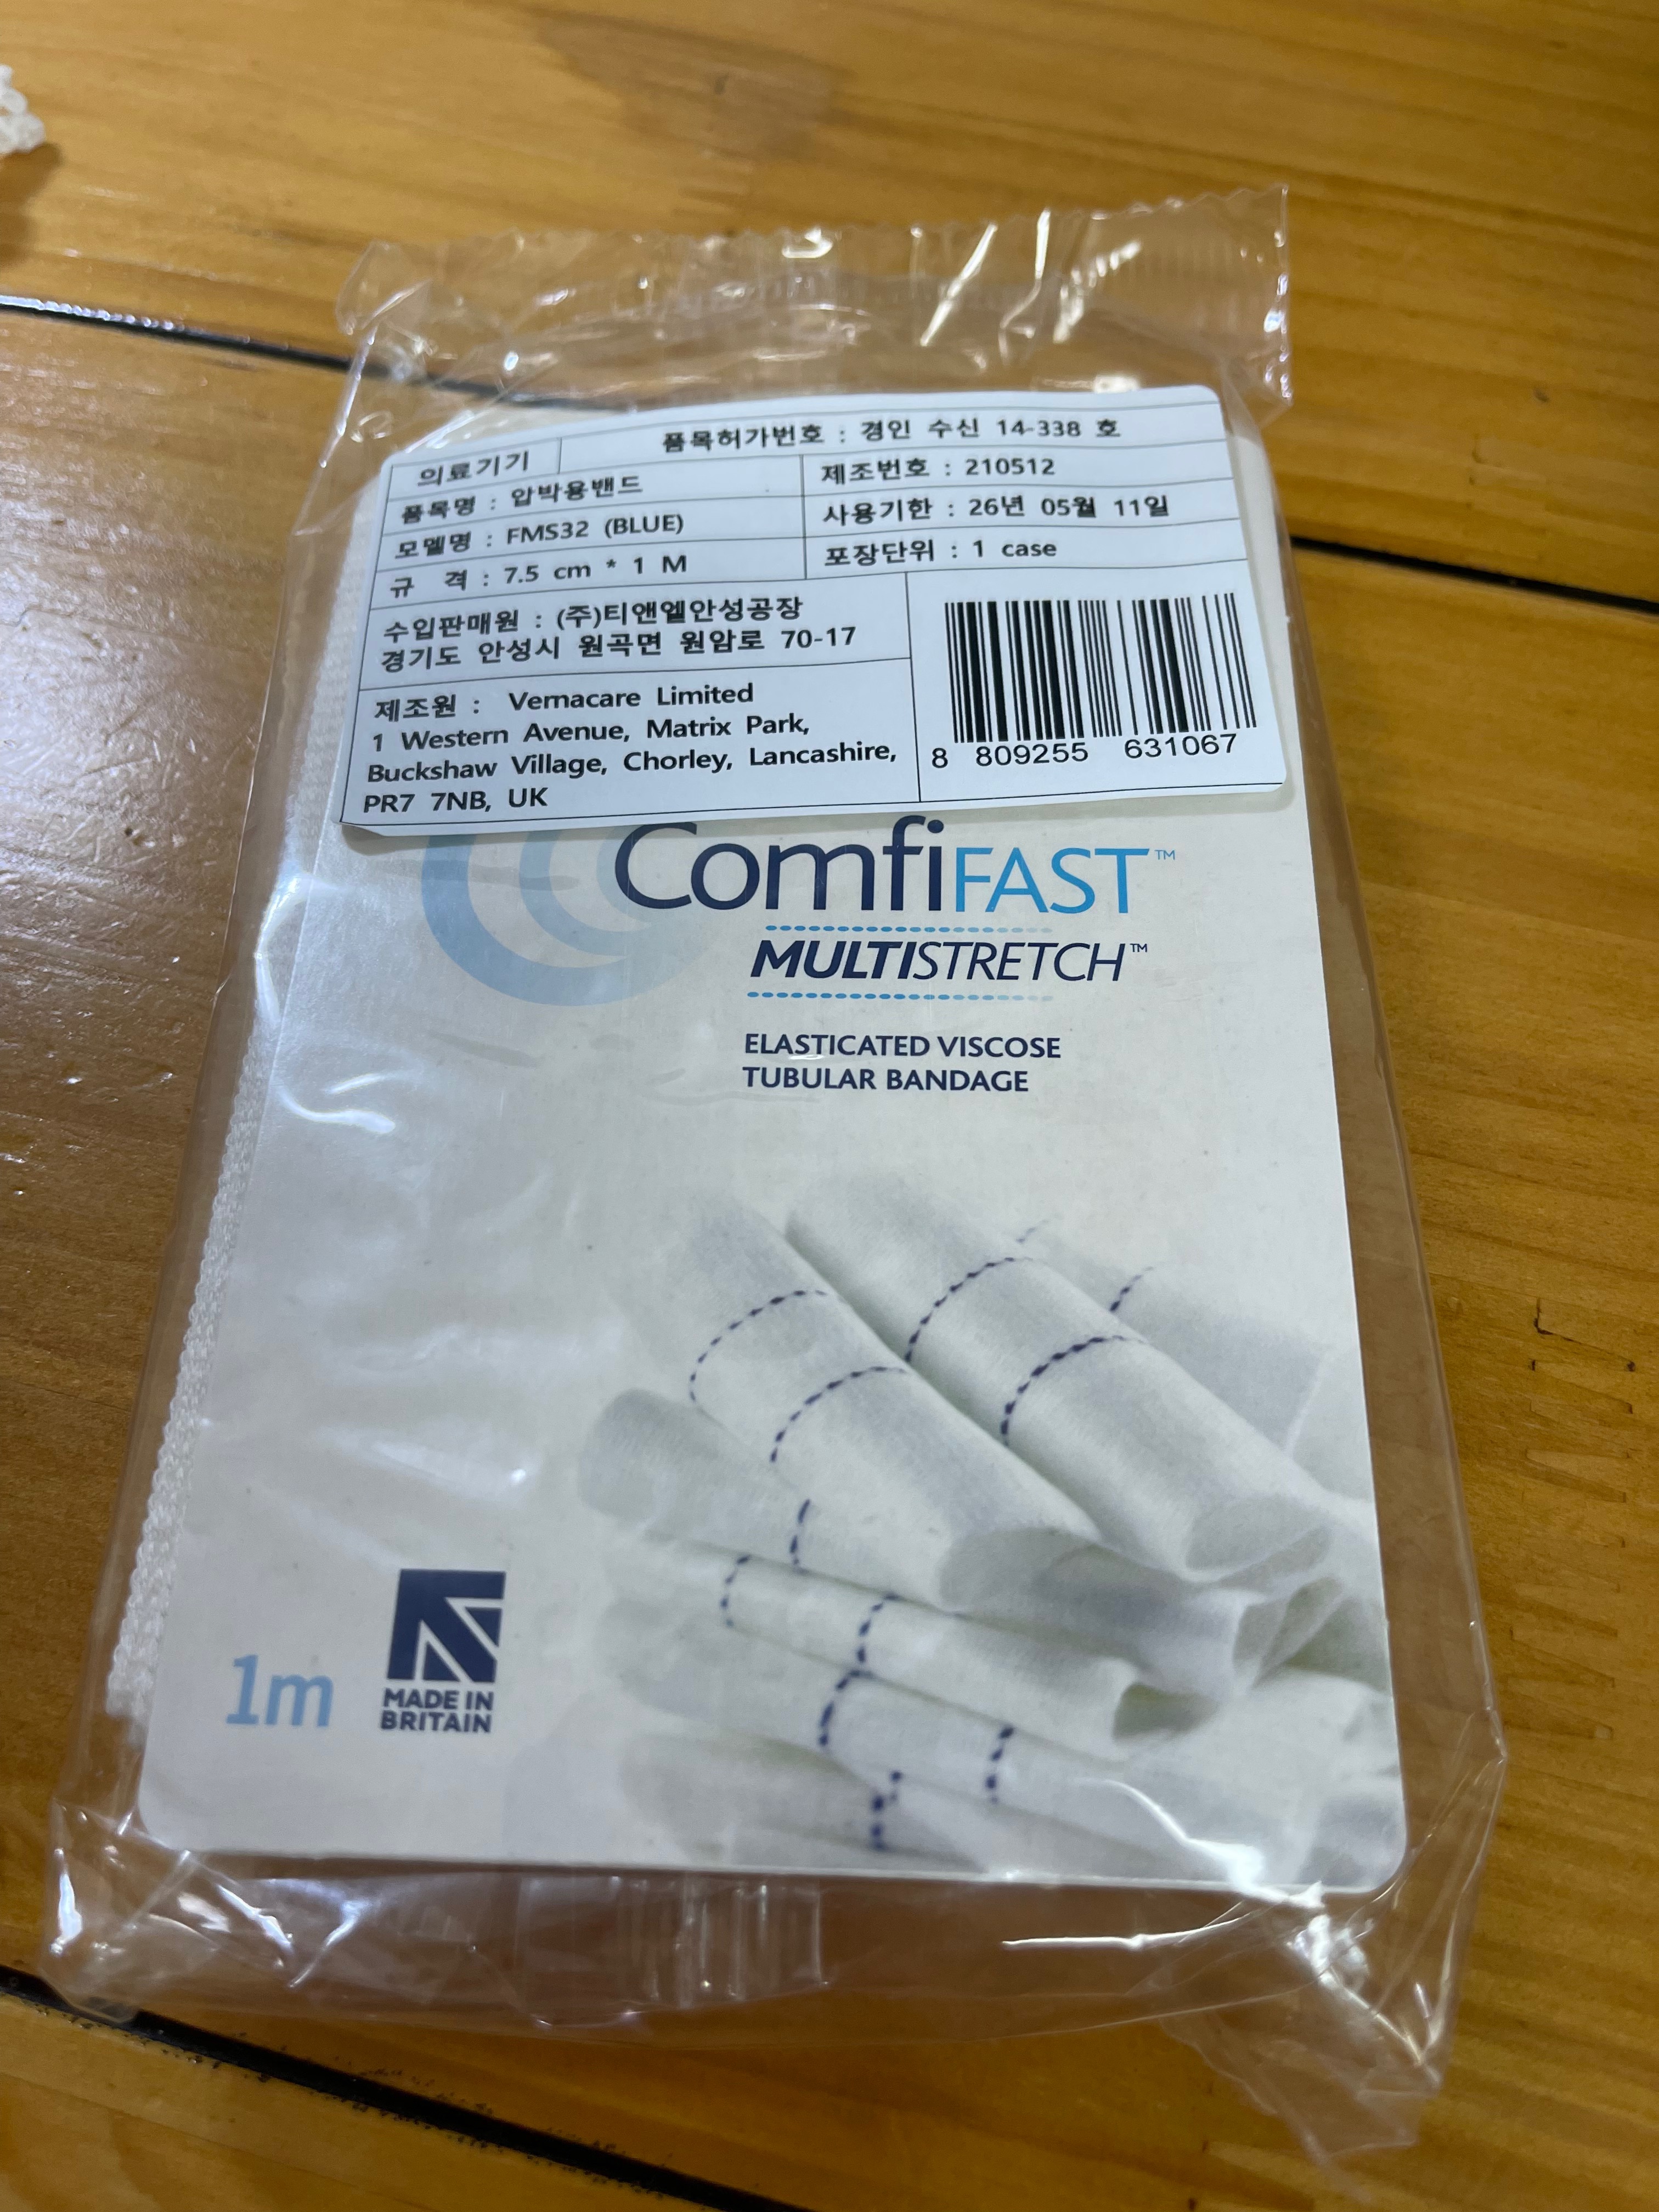 의료기기
품목허가번호 : 경인 수신 14-338 호
품목명 : 압박용밴드
제조번호 : 210512
모델명 : FMS32 (BLUE)
사용기한 : 26년 05월 11일
규 격 : 7.5 cm * 1 M
포장단위 : 1 case
수입판매원 : (주)티앤엘안성공장
경기도 안성시 원곡면 원암로 70-17
제조원 : Vernacare Limited
1 Western Avenue, Matrix Park,
Buckshaw Village, Chorley, Lancashire,
PR7 7NB, UK
8 809255 631067
ComfiFAST™
MULTISTRETCH™
ELASTICATED VISCOSE
TUBULAR BANDAGE
1m
MADE IN
BRITAIN